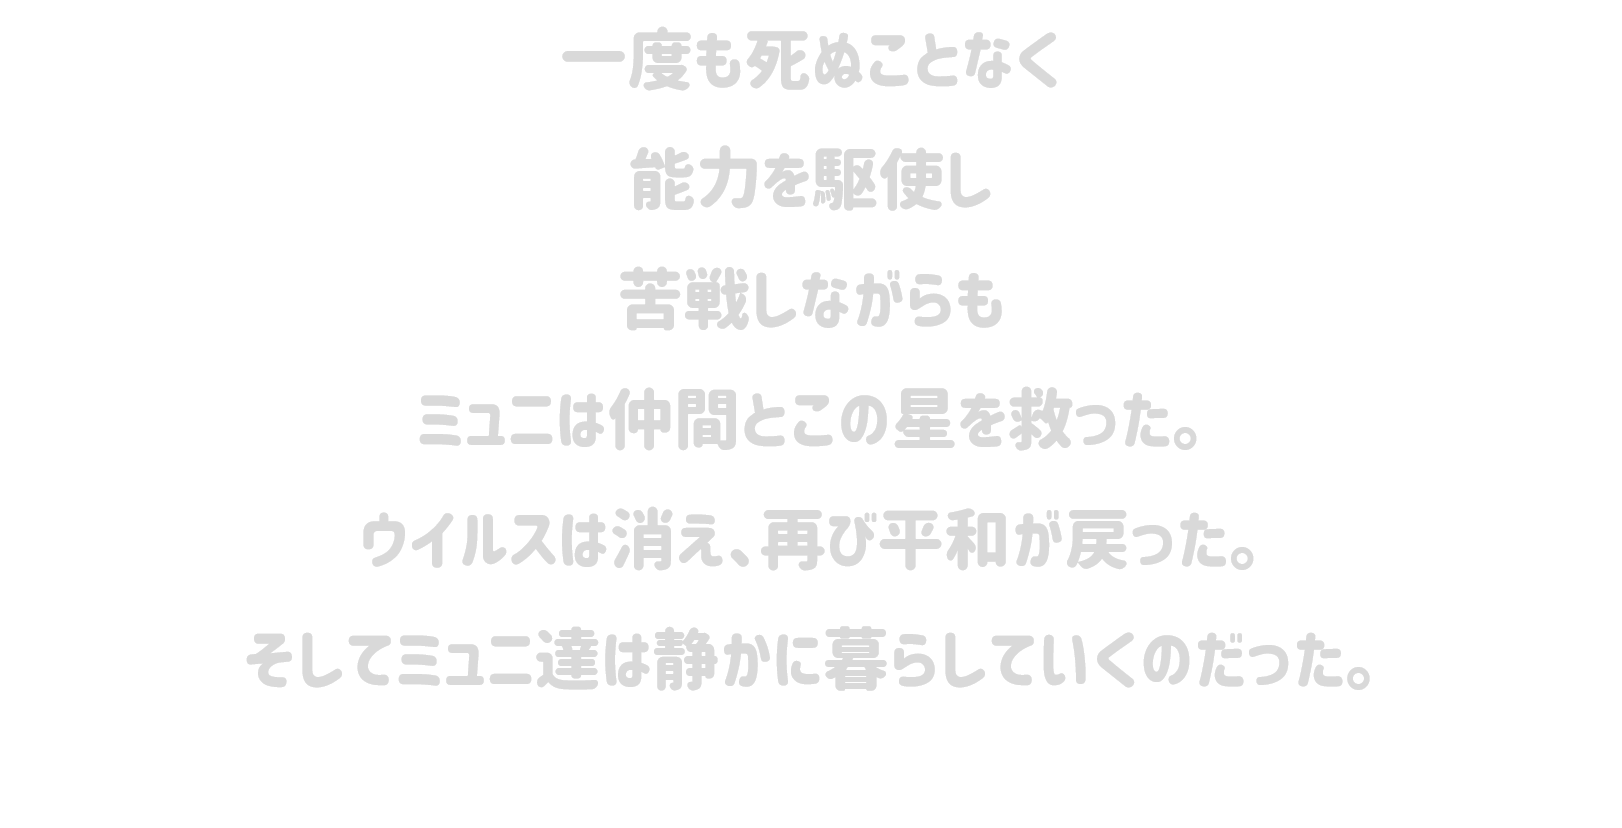 一度も死ぬことなく
能力を駆使し
苦戦しながらも
ミュニは仲間とこの星を救った。
ウイルスは消え、再び平和が戻った。
そしてミュニ達は静かに暮らしていくのだった。